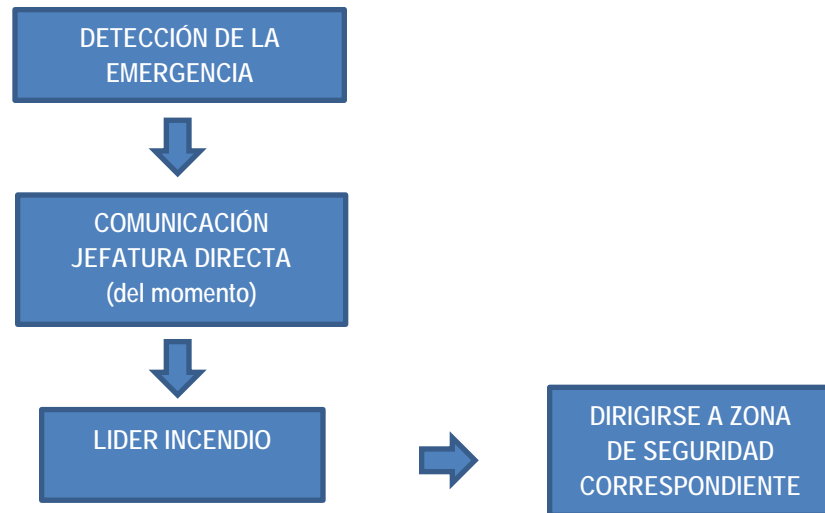 DETECCIÓN DE LA
EMERGENCIA
COMUNICACIÓN
JEFATURA DIRECTA
(del momento)
LIDER INCENDIO
DIRIGIRSE A ZONA
DE SEGURIDAD
CORRESPONDIENTE